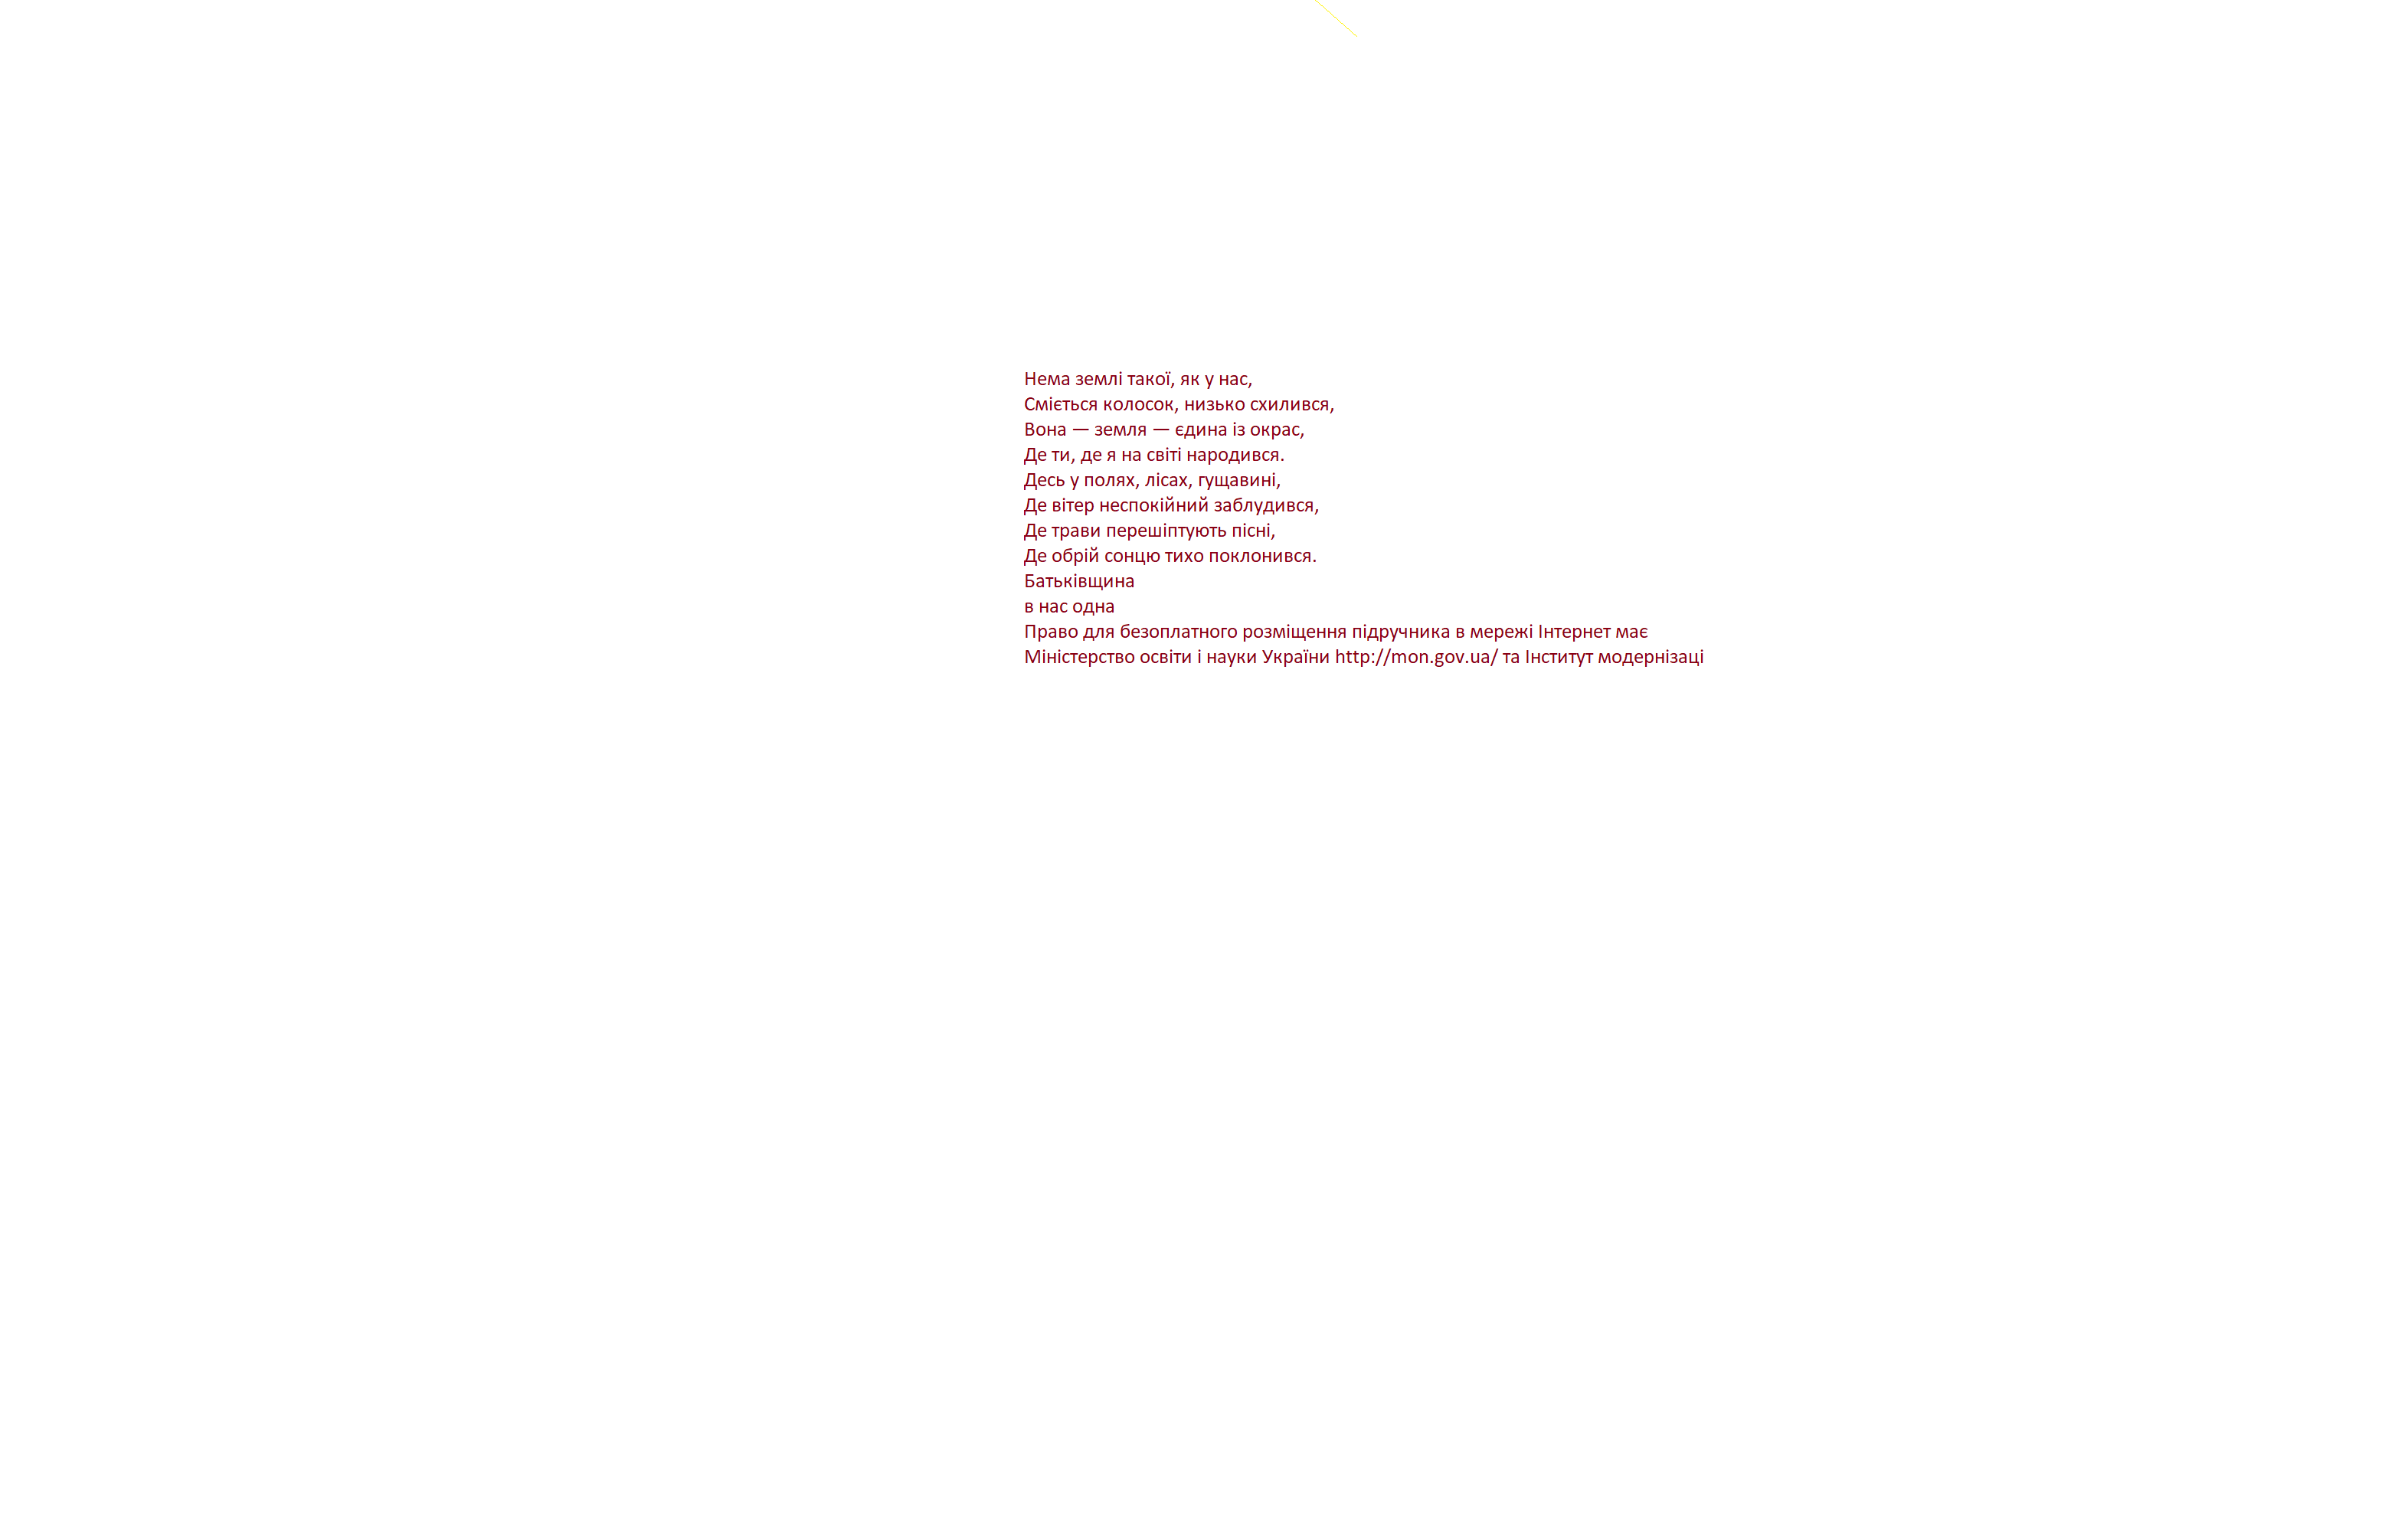 Нема землі такої, як у нас,
Сміється колосок, низько схилився,
Вона — земля — єдина із окрас,
Де ти, де я на світі народився.
Десь у полях, лісах, гущавині,
Де вітер неспокійний заблудився,
Де трави перешіптують пісні,
Де обрій сонцю тихо поклонився.
Батьківщина
в нас одна
Право для безоплатного розміщення підручника в мережі Інтернет має
Міністерство освіти і науки України http://mon.gov.ua/ та Інститут модернізаці